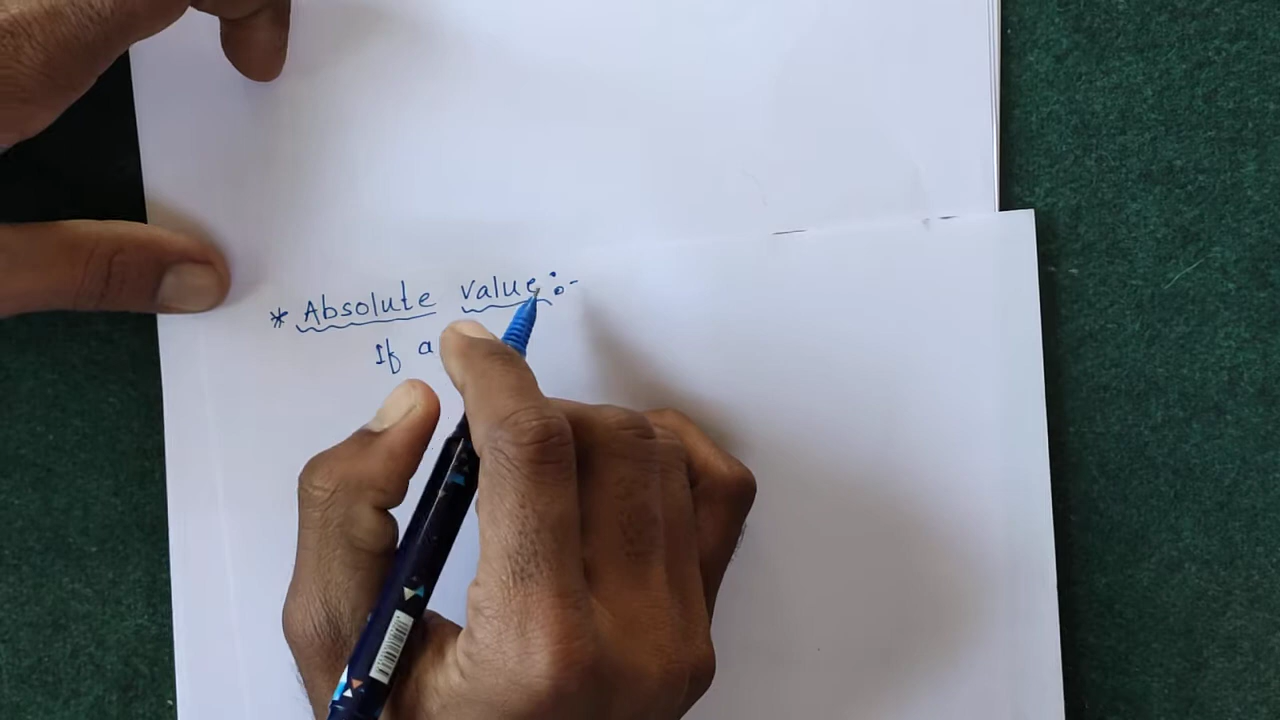 * Absolute value :-
If a